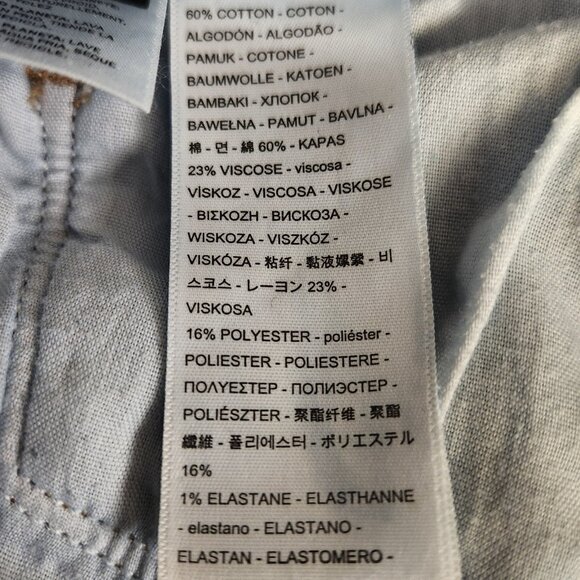 PLANETA, LAVE
60% COTTON - COTON -
ALGODÓN - ALGODÃO -
PAMUK - COTONE -
BAUMWOLLE - KATOEN -
BAMBAKI - ХЛОПОК -
BAWEŁNA - PAMUT - BAVLNA -
棉 - 면 - 綿 60% - KAPAS
23% VISCOSE - viscosa -
VİSKOZ - VISCOSA - VISKOSE
- ΒΙΣΚΟΖΗ - ВИСКОЗА -
WISKOZA - VISZKÓZ -
VISKÓZA - 粘纤 - 黏液嫘縈 - 비
스코스 - レーヨン 23% -
VISKOSA
16% POLYESTER - poliéster -
POLIESTER - POLIESTERE -
ΠΟΛΥΕΣΤΕΡ - ПОЛИЭСТЕР -
POLIÉSZTER - 聚酯纤维 - 聚酯
纖維 - 폴리에스터 - ポリエステル
16%
1% ELASTANE - ELASTHANNE
- elastano - ELASTANO -
ELASTAN - ELASTOMERO -